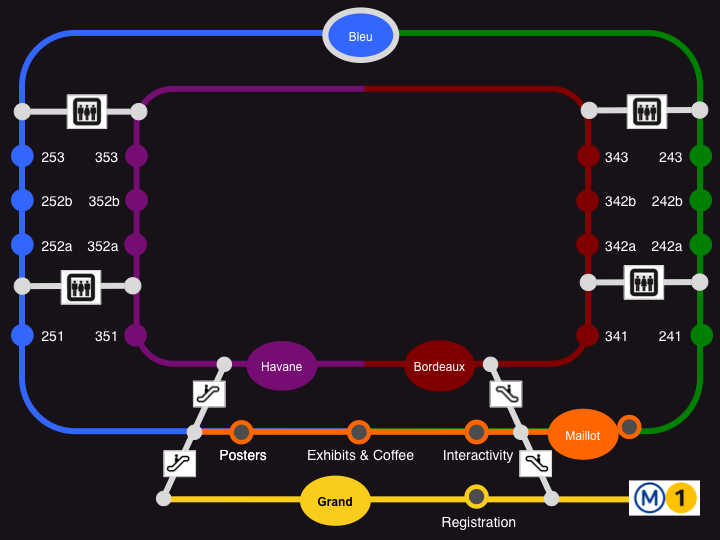 Bleu
253 353 343 243
252b 352b 342b 242b
252a 352a 342a 242a
251 351 341 241
Havane Bordeaux
Maillot
Posters Exhibits & Coffee Interactivity
Grand
M 1
Registration